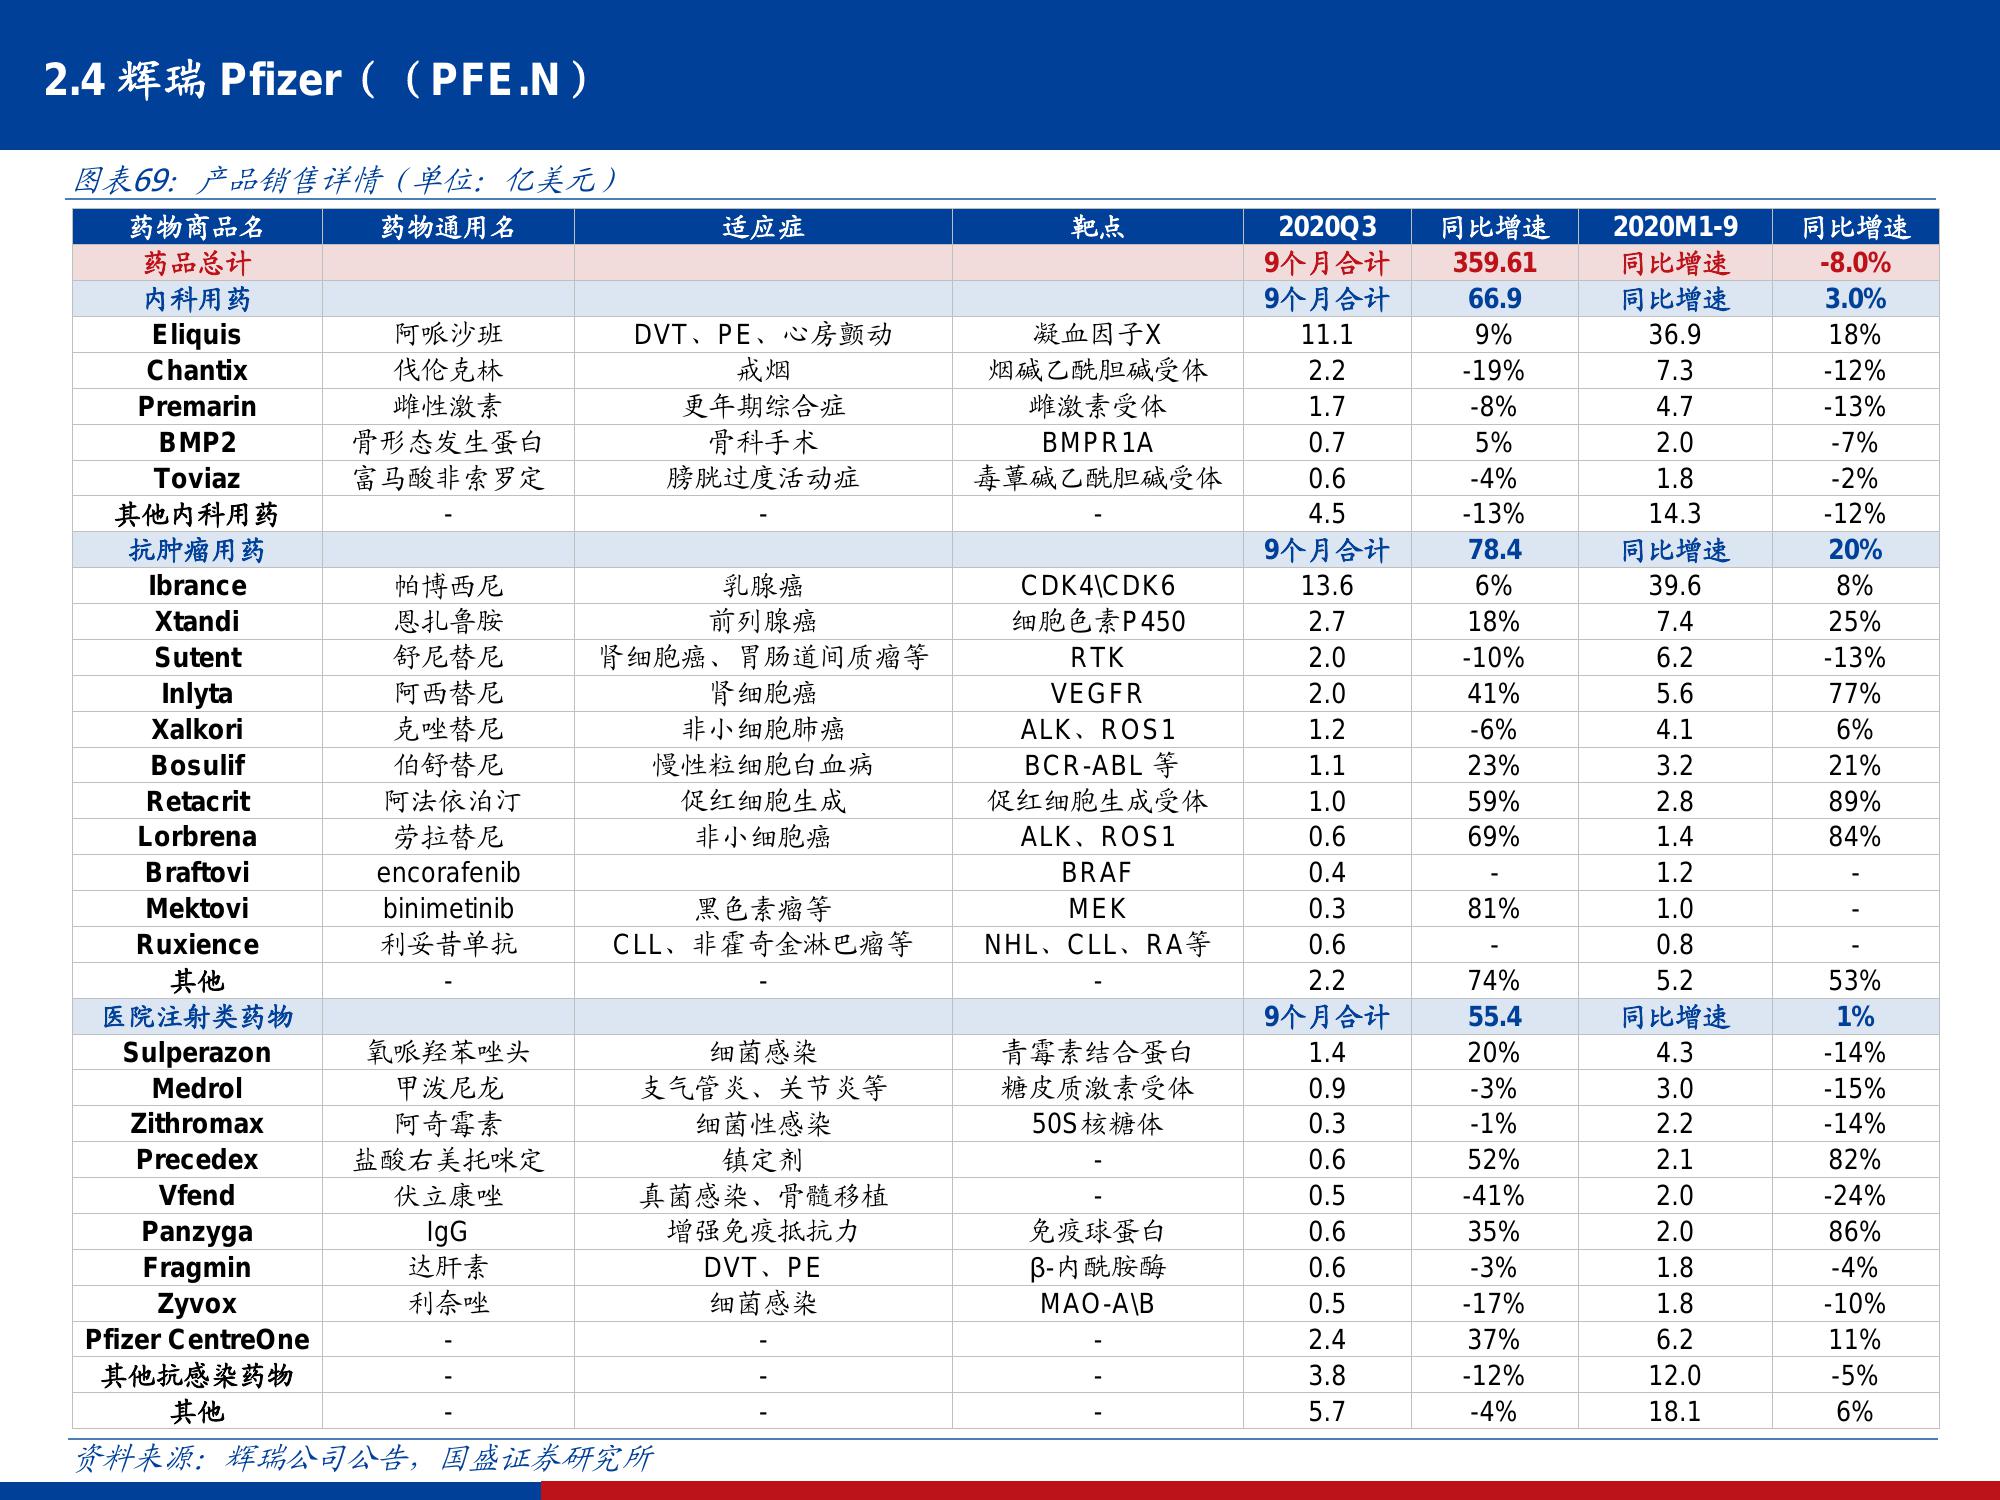 2.4 辉瑞 Pfizer（（PFE.N）
图表69：产品销售详情（单位：亿美元）
药物商品名 药物通用名 适应症 靶点 2020Q3 同比增速 2020M1-9 同比增速
药品总计 9个月合计 359.61 同比增速 -8.0%
内科用药 9个月合计 66.9 同比增速 3.0%
Eliquis 阿哌沙班 DVT、PE、心房颤动 凝血因子X 11.1 9% 36.9 18%
Chantix 伐伦克林 戒烟 烟碱乙酰胆碱受体 2.2 -19% 7.3 -12%
Premarin 雌性激素 更年期综合症 雌激素受体 1.7 -8% 4.7 -13%
BMP2 骨形态发生蛋白 骨科手术 BMPR1A 0.7 5% 2.0 -7%
Toviaz 富马酸非索罗定 膀胱过度活动症 毒蕈碱乙酰胆碱受体 0.6 -4% 1.8 -2%
其他内科用药 - - - 4.5 -13% 14.3 -12%
抗肿瘤用药 9个月合计 78.4 同比增速 20%
Ibrance 帕博西尼 乳腺癌 CDK4\CDK6 13.6 6% 39.6 8%
Xtandi 恩扎鲁胺 前列腺癌 细胞色素P450 2.7 18% 7.4 25%
Sutent 舒尼替尼 肾细胞癌、胃肠道间质瘤等 RTK 2.0 -10% 6.2 -13%
Inlyta 阿西替尼 肾细胞癌 VEGFR 2.0 41% 5.6 77%
Xalkori 克唑替尼 非小细胞肺癌 ALK、ROS1 1.2 -6% 4.1 6%
Bosulif 伯舒替尼 慢性粒细胞白血病 BCR-ABL 等 1.1 23% 3.2 21%
Retacrit 阿法依泊汀 促红细胞生成 促红细胞生成受体 1.0 59% 2.8 89%
Lorbrena 劳拉替尼 非小细胞癌 ALK、ROS1 0.6 69% 1.4 84%
Braftovi encorafenib BRAF 0.4 - 1.2 -
Mektovi binimetinib 黑色素瘤等 MEK 0.3 81% 1.0 -
Ruxience 利妥昔单抗 CLL、非霍奇金淋巴瘤等 NHL、CLL、RA等 0.6 - 0.8 -
其他 - - - 2.2 74% 5.2 53%
医院注射类药物 9个月合计 55.4 同比增速 1%
Sulperazon 氧哌羟苯唑头 细菌感染 青霉素结合蛋白 1.4 20% 4.3 -14%
Medrol 甲泼尼龙 支气管炎、关节炎等 糖皮质激素受体 0.9 -3% 3.0 -15%
Zithromax 阿奇霉素 细菌性感染 50S核糖体 0.3 -1% 2.2 -14%
Precedex 盐酸右美托咪定 镇定剂 - 0.6 52% 2.1 82%
Vfend 伏立康唑 真菌感染、骨髓移植 - 0.5 -41% 2.0 -24%
Panzyga IgG 增强免疫抵抗力 免疫球蛋白 0.6 35% 2.0 86%
Fragmin 达肝素 DVT、PE β-内酰胺酶 0.6 -3% 1.8 -4%
Zyvox 利奈唑 细菌感染 MAO-A\B 0.5 -17% 1.8 -10%
Pfizer CentreOne - - - 2.4 37% 6.2 11%
其他抗感染药物 - - - 3.8 -12% 12.0 -5%
其他 - - - 5.7 -4% 18.1 6%
资料来源：辉瑞公司公告，国盛证券研究所